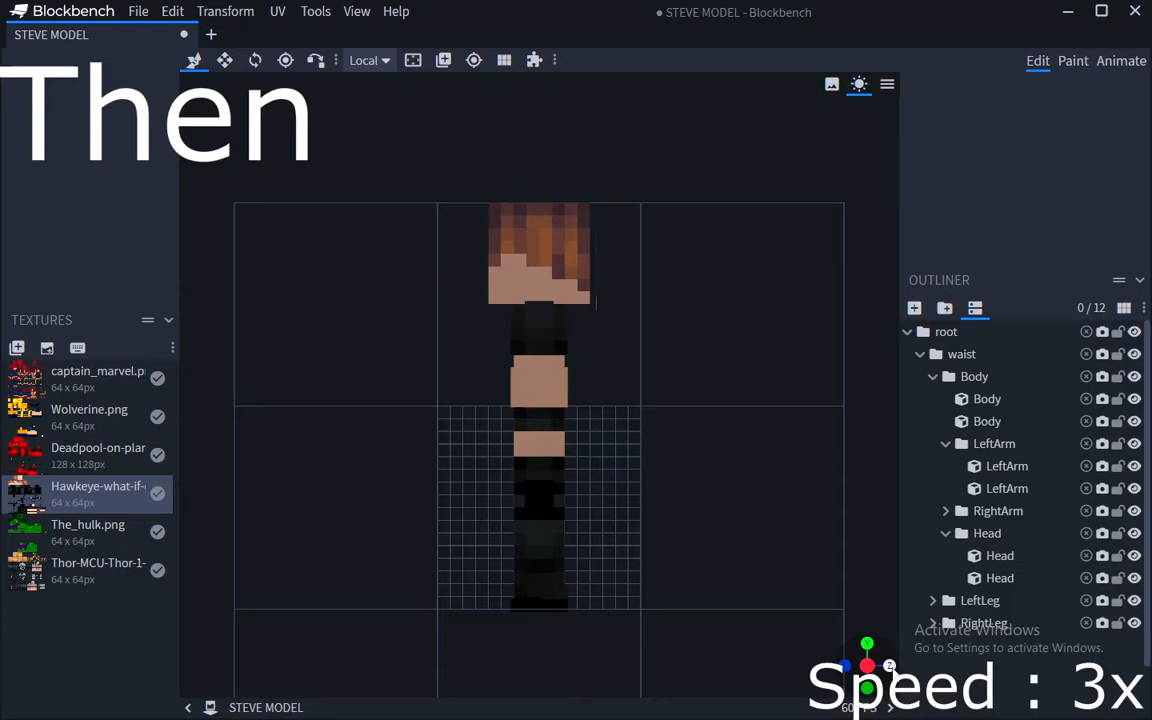 Blockbench File Edit Transform UV Tools View Help
STEVE MODEL - Blockbench
STEVE MODEL
Local
Edit Paint Animate
Then
OUTLINER
0 / 12
root
waist
Body
Body
Body
LeftArm
LeftArm
LeftArm
RightArm
Head
Head
Head
LeftLeg
RightLeg
TEXTURES
captain_marvel.p
64 x 64px
Wolverine.png
64 x 64px
Deadpool-on-plar
128 x 128px
Hawkeye-what-if-
64 x 64px
The_hulk.png
64 x 64px
Thor-MCU-Thor-1-
64 x 64px
Activate Windows
Go to Settings to activate Windows.
Y
Z
Speed : 3x
STEVE MODEL